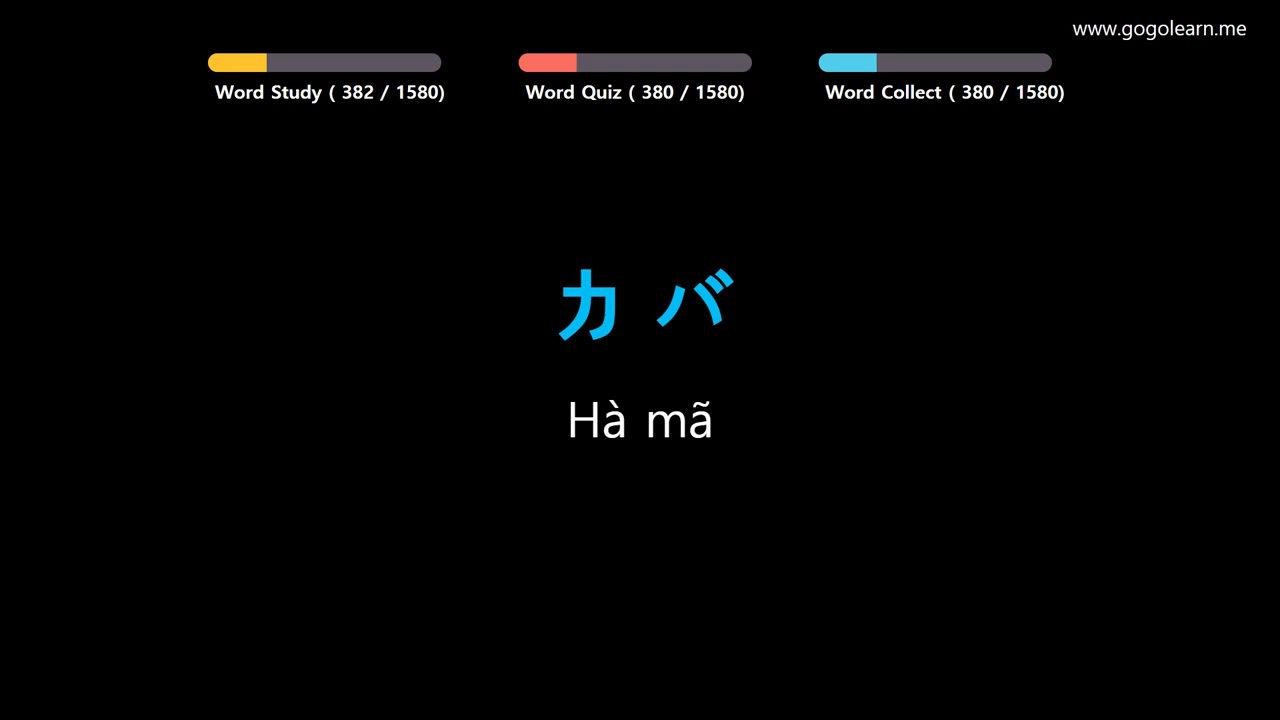 www.gogolearn.me
Word Study ( 382 / 1580)
Word Quiz ( 380 / 1580)
Word Collect ( 380 / 1580)
カバ
Hà mã